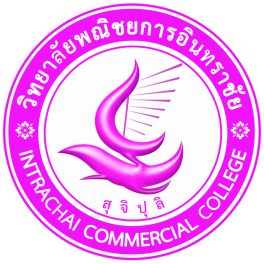 วิทยาลัยพณิชยการอินทราชัย
สุ จิ ปุ ลิ
INTRACHAI COMMERCIAL COLLEGE